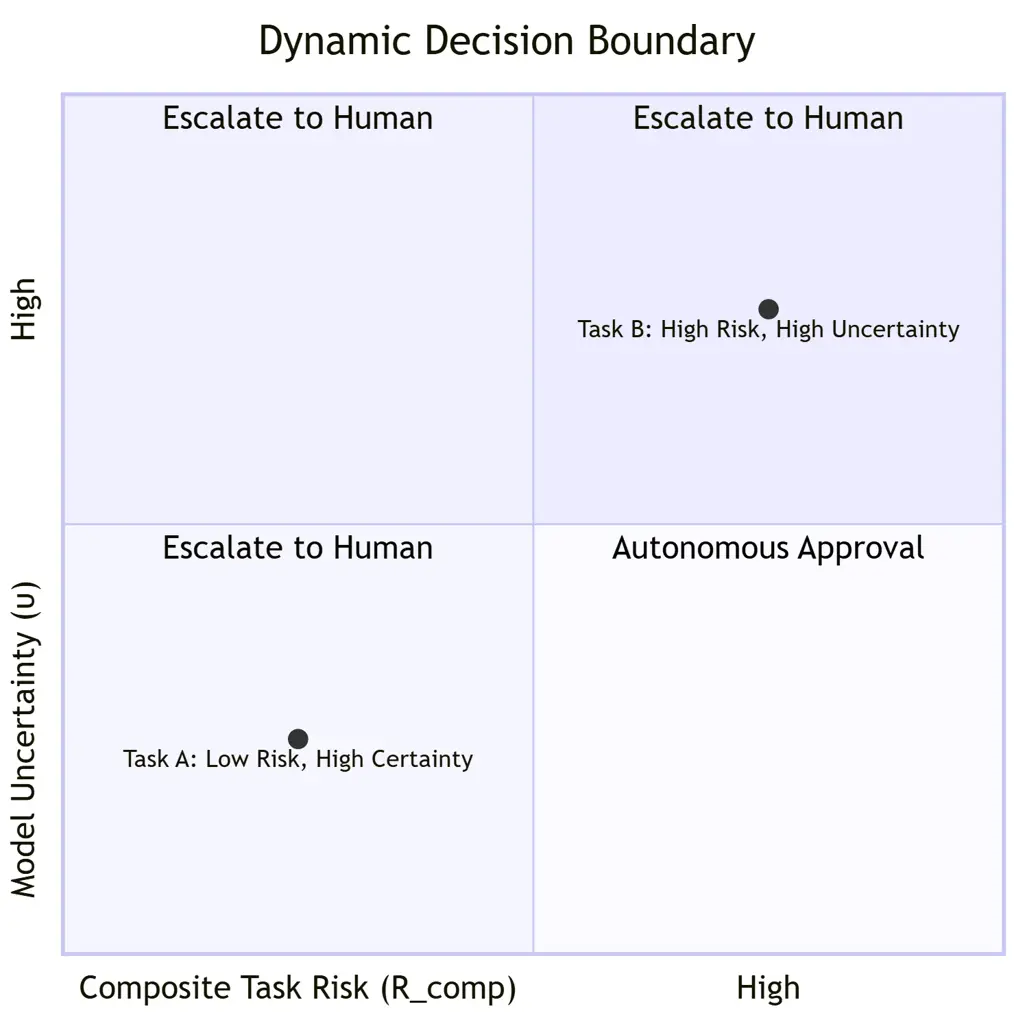 Dynamic Decision Boundary
Escalate to Human
Escalate to Human
High
Task B: High Risk, High Uncertainty
Escalate to Human
Autonomous Approval
Model Uncertainty (υ)
Task A: Low Risk, High Certainty
Composite Task Risk (R_comp)
High